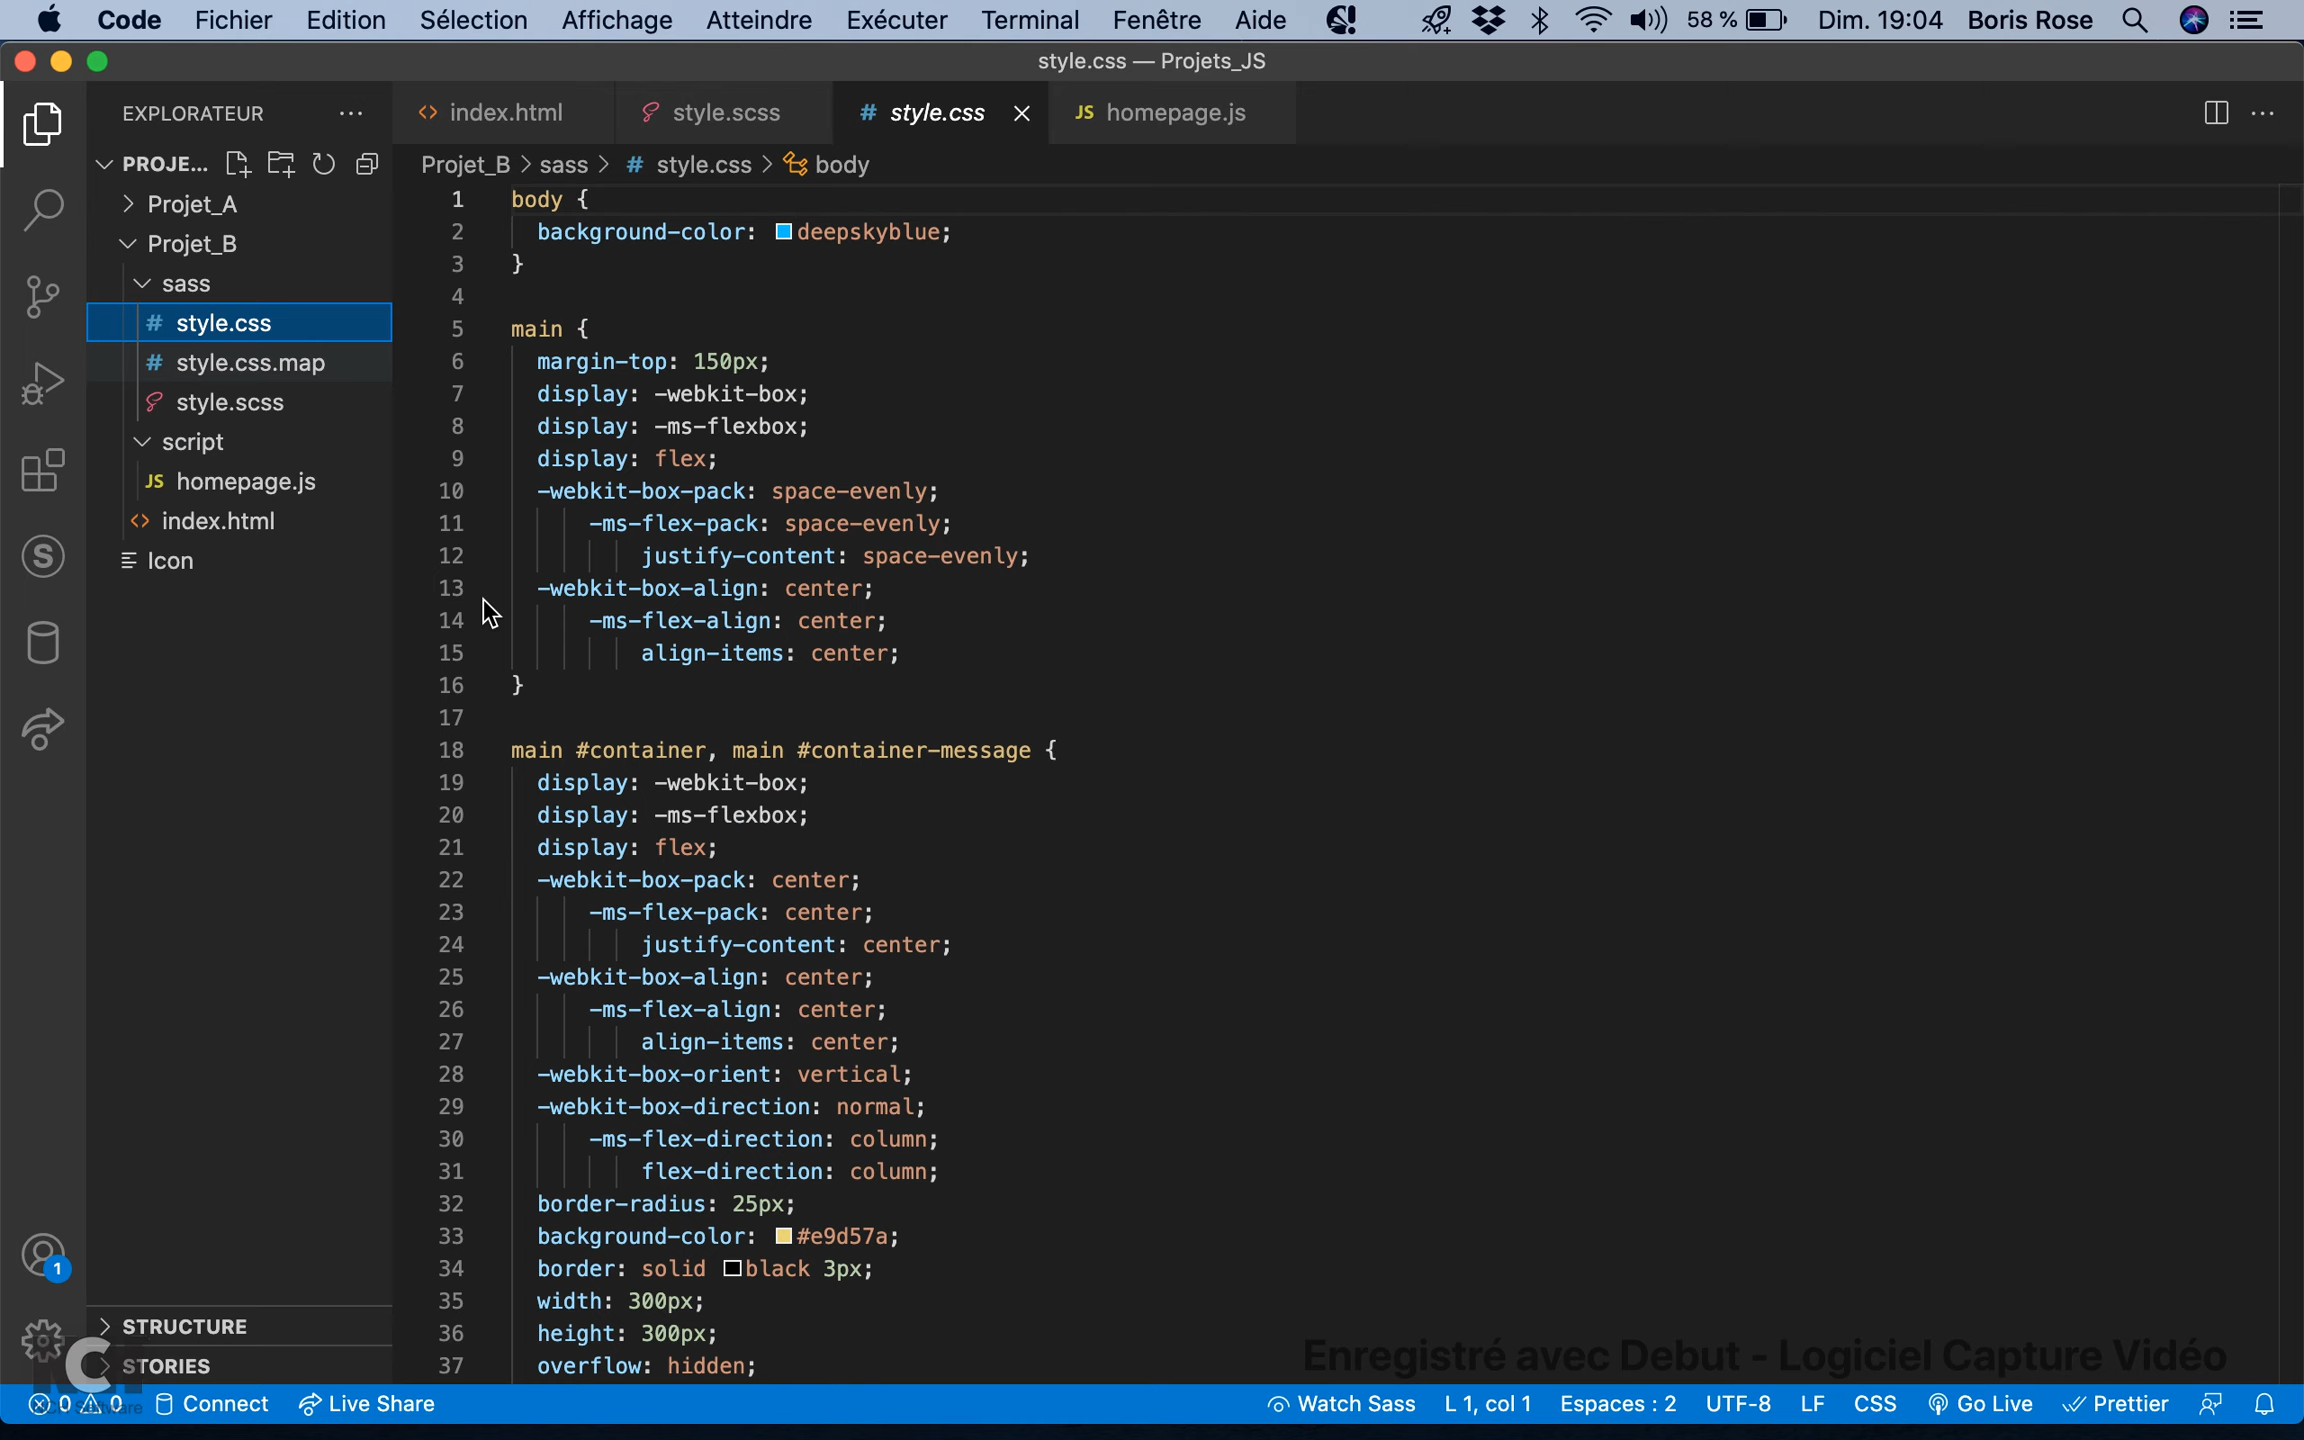 Code Fichier Edition Sélection Affichage Atteindre Exécuter Terminal Fenêtre Aide 58 % Dim. 19:04 Boris Rose
style.css — Projets_JS
EXPLORATEUR
index.html
style.scss
# style.css
JS homepage.js
PROJE...
Projet_A
Projet_B
sass
# style.css
# style.css.map
style.scss
script
JS homepage.js
index.html
Icon
STRUCTURE
STORIES
Projet_B > sass > # style.css > body
1 body {
2 background-color: deepskyblue;
3 }
4
5 main {
6 margin-top: 150px;
7 display: -webkit-box;
8 display: -ms-flexbox;
9 display: flex;
10 -webkit-box-pack: space-evenly;
11 -ms-flex-pack: space-evenly;
12 justify-content: space-evenly;
13 -webkit-box-align: center;
14 -ms-flex-align: center;
15 align-items: center;
16 }
17
18 main #container, main #container-message {
19 display: -webkit-box;
20 display: -ms-flexbox;
21 display: flex;
22 -webkit-box-pack: center;
23 -ms-flex-pack: center;
24 justify-content: center;
25 -webkit-box-align: center;
26 -ms-flex-align: center;
27 align-items: center;
28 -webkit-box-orient: vertical;
29 -webkit-box-direction: normal;
30 -ms-flex-direction: column;
31 flex-direction: column;
32 border-radius: 25px;
33 background-color: #e9d57a;
34 border: solid black 3px;
35 width: 300px;
36 height: 300px;
37 overflow: hidden;
1
Enregistré avec Debut - Logiciel Capture Vidéo
0 0 Connect Live Share Watch Sass L 1, col 1 Espaces : 2 UTF-8 LF CSS Go Live Prettier